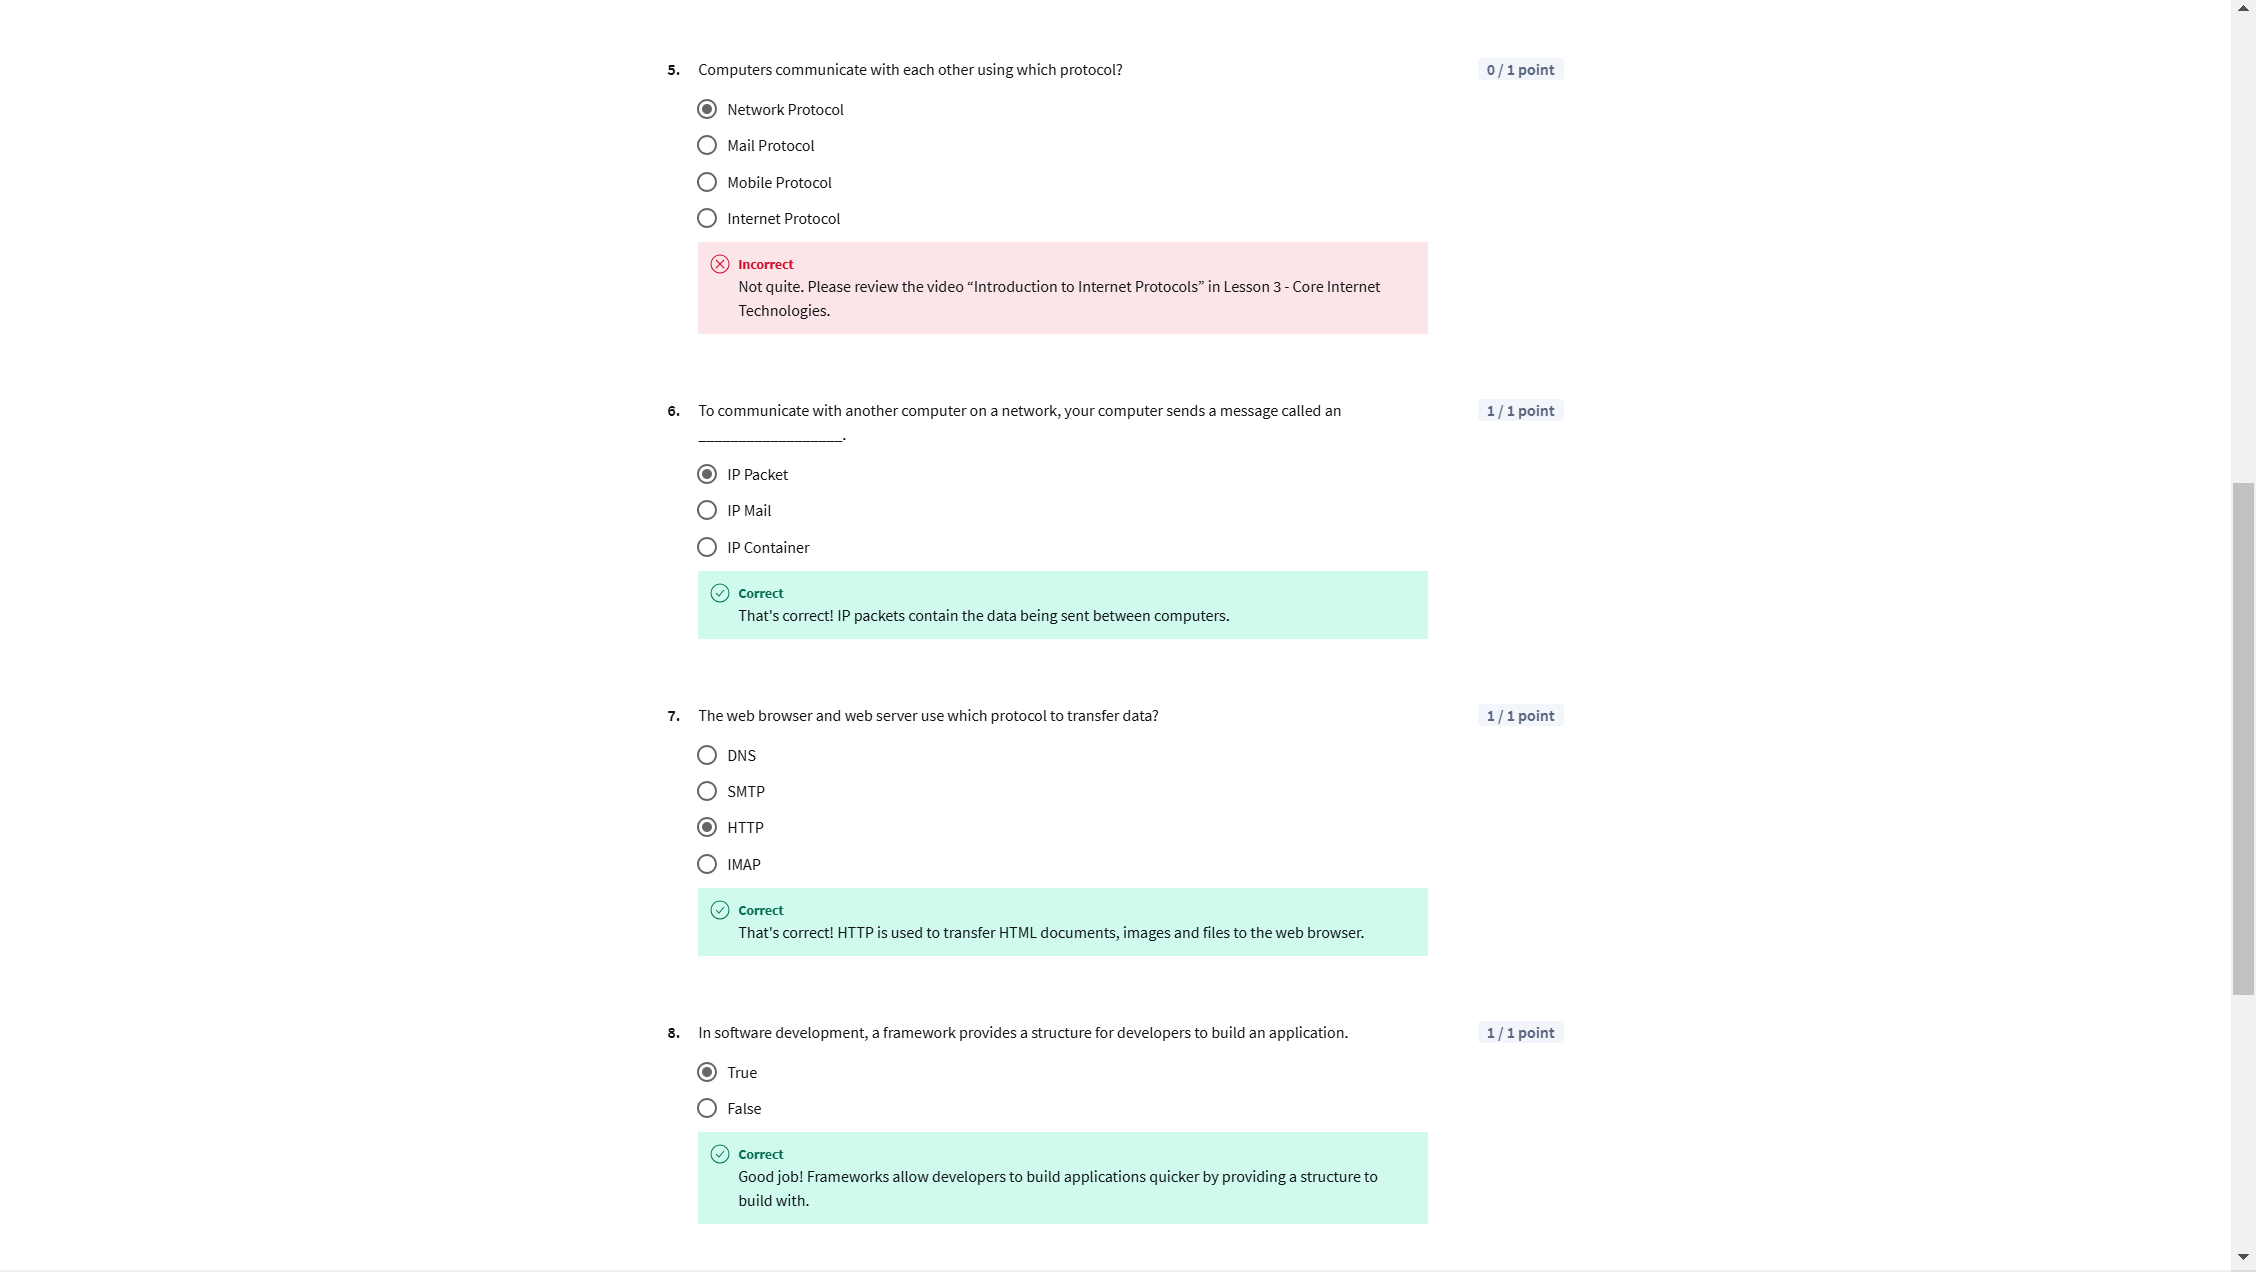 5. Computers communicate with each other using which protocol? 0 / 1 point
Network Protocol
Mail Protocol
Mobile Protocol
Internet Protocol
Incorrect
Not quite. Please review the video “Introduction to Internet Protocols” in Lesson 3 - Core Internet
Technologies.
6. To communicate with another computer on a network, your computer sends a message called an 1 / 1 point
__________________.
IP Packet
IP Mail
IP Container
Correct
That's correct! IP packets contain the data being sent between computers.
7. The web browser and web server use which protocol to transfer data? 1 / 1 point
DNS
SMTP
HTTP
IMAP
Correct
That's correct! HTTP is used to transfer HTML documents, images and files to the web browser.
8. In software development, a framework provides a structure for developers to build an application. 1 / 1 point
True
False
Correct
Good job! Frameworks allow developers to build applications quicker by providing a structure to
build with.